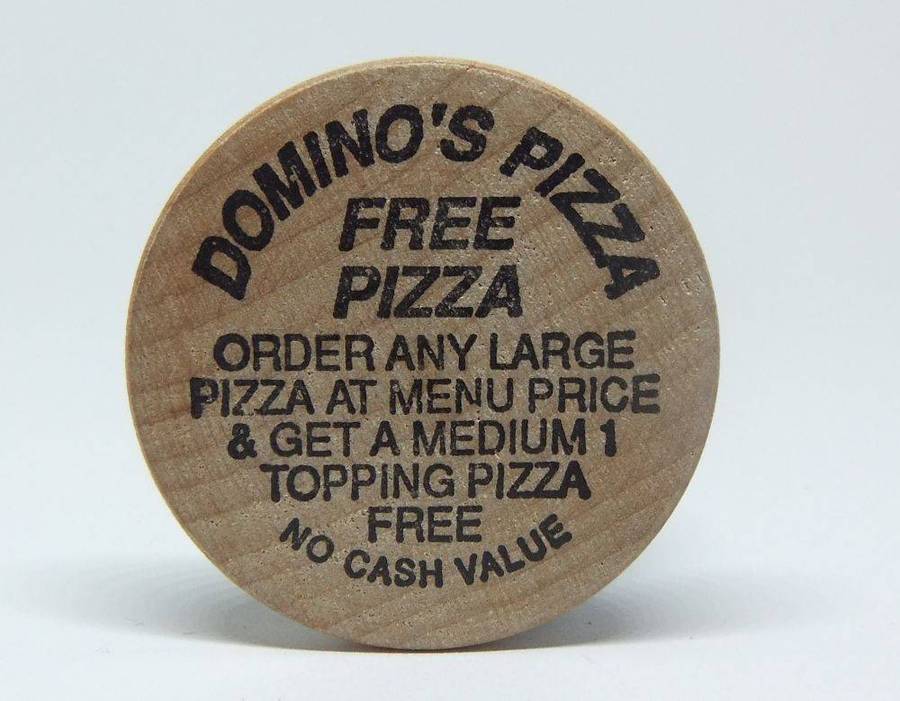 DOMINO'S PIZZA
FREE
PIZZA
ORDER ANY LARGE
PIZZA AT MENU PRICE
& GET A MEDIUM 1
TOPPING PIZZA
FREE
NO CASH VALUE